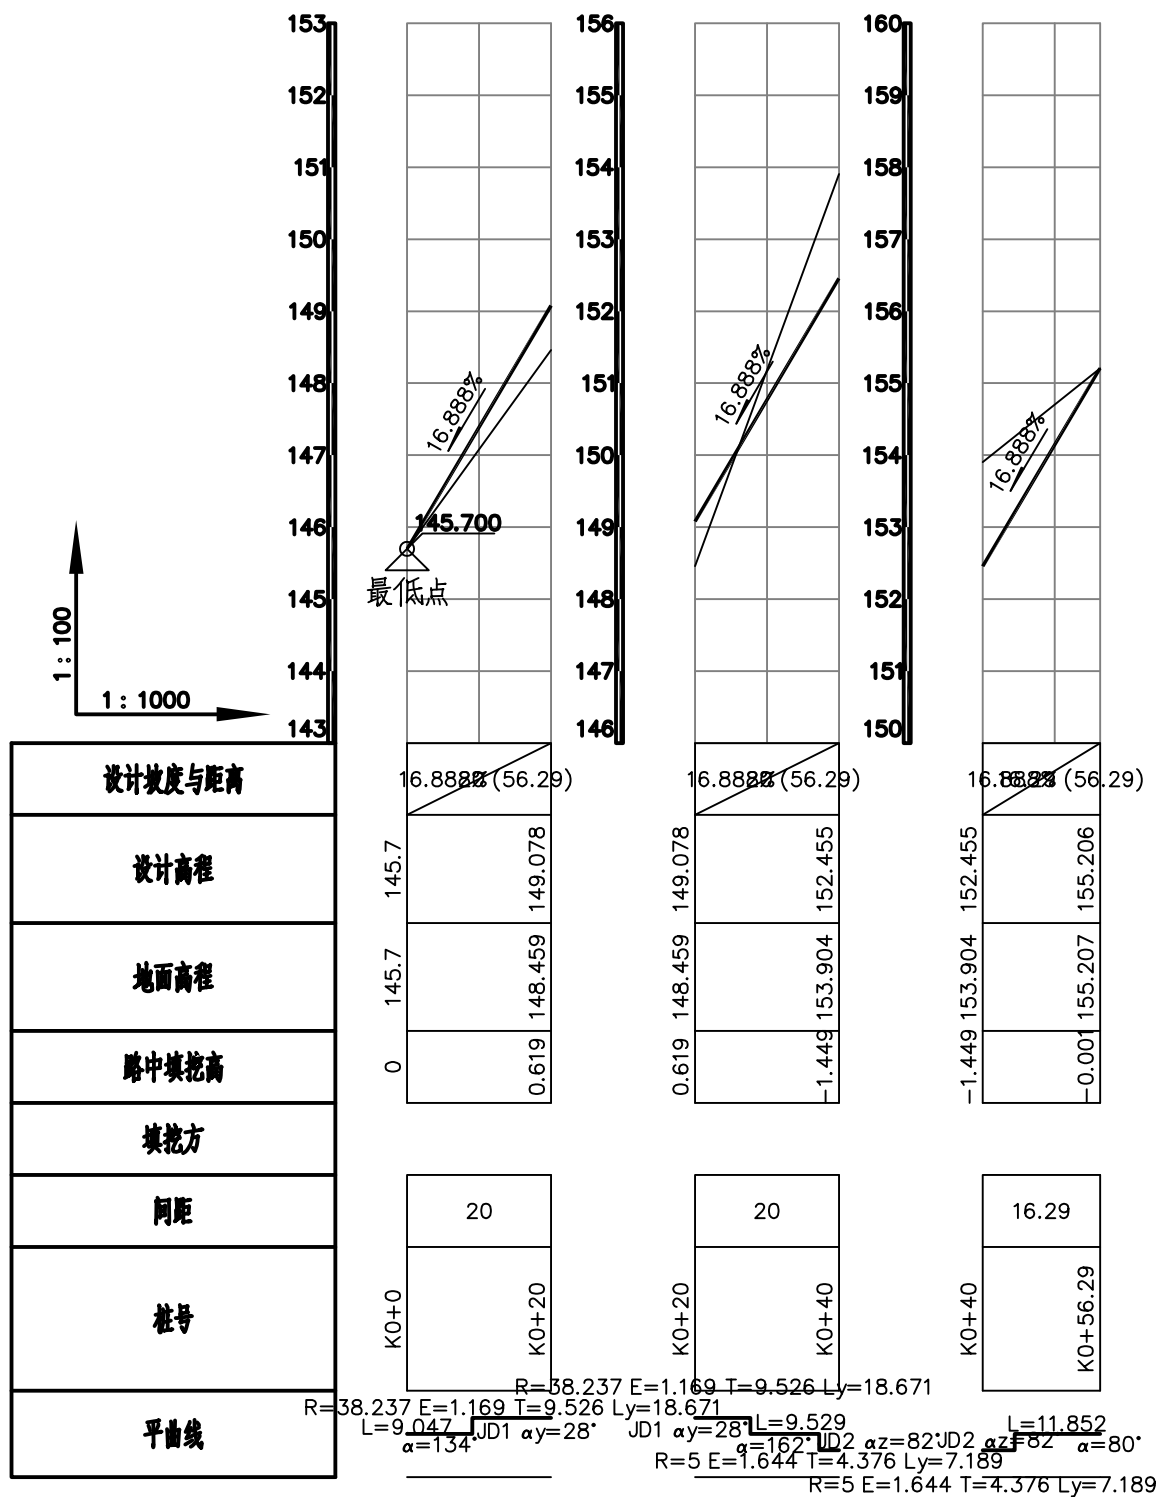 153
152
151
150
149
148
147
146
145
144
143
156
155
154
153
152
151
150
149
148
147
146
160
159
158
157
156
155
154
153
152
151
150
16.888%
145.700
最低点
16.888%
16.888%
1:100
1:1000
设计坡度与距离
(56.29)
(56.29)
(56.29)
设计高程
145.7
149.078
149.078
152.455
152.455
155.206
地面高程
145.7
148.459
148.459
153.904
153.904
155.207
路中填挖高
0
0.619
0.619
-1.449
-1.449
-0.001
填挖方
间距
20
20
16.29
桩号
K0+0
K0+20
K0+20
K0+40
K0+40
K0+56.29
平曲线
R=38.237 E=1.169 T=9.526 Ly=18.671
R=38.237 E=1.169 T=9.526 Ly=18.671
L=9.047
α=134°
JD1 αy=28°
JD1 αy=28°
L=9.529
α=162°
JD2 αz=82°
JD2 αz=82°
L=11.852
α=80°
R=5 E=1.644 T=4.376 Ly=7.189
R=5 E=1.644 T=4.376 Ly=7.189